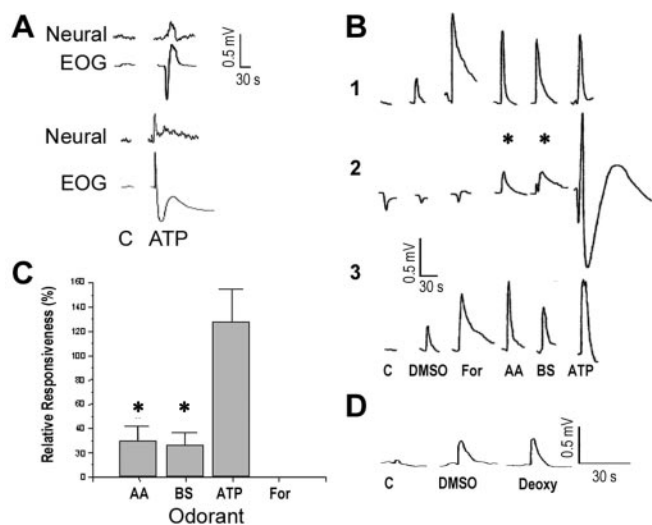 A
Neural
EOG
0.5 mV
30 s
Neural
EOG
C ATP
B
1
* *
2
0.5 mV
30 s
3
C DMSO For AA BS ATP
C
Relative Responsiveness (%)
160
140
120
100
80
60
30
0
* *
AA BS ATP For
Odorant
D
0.5 mV
30 s
C DMSO Deoxy